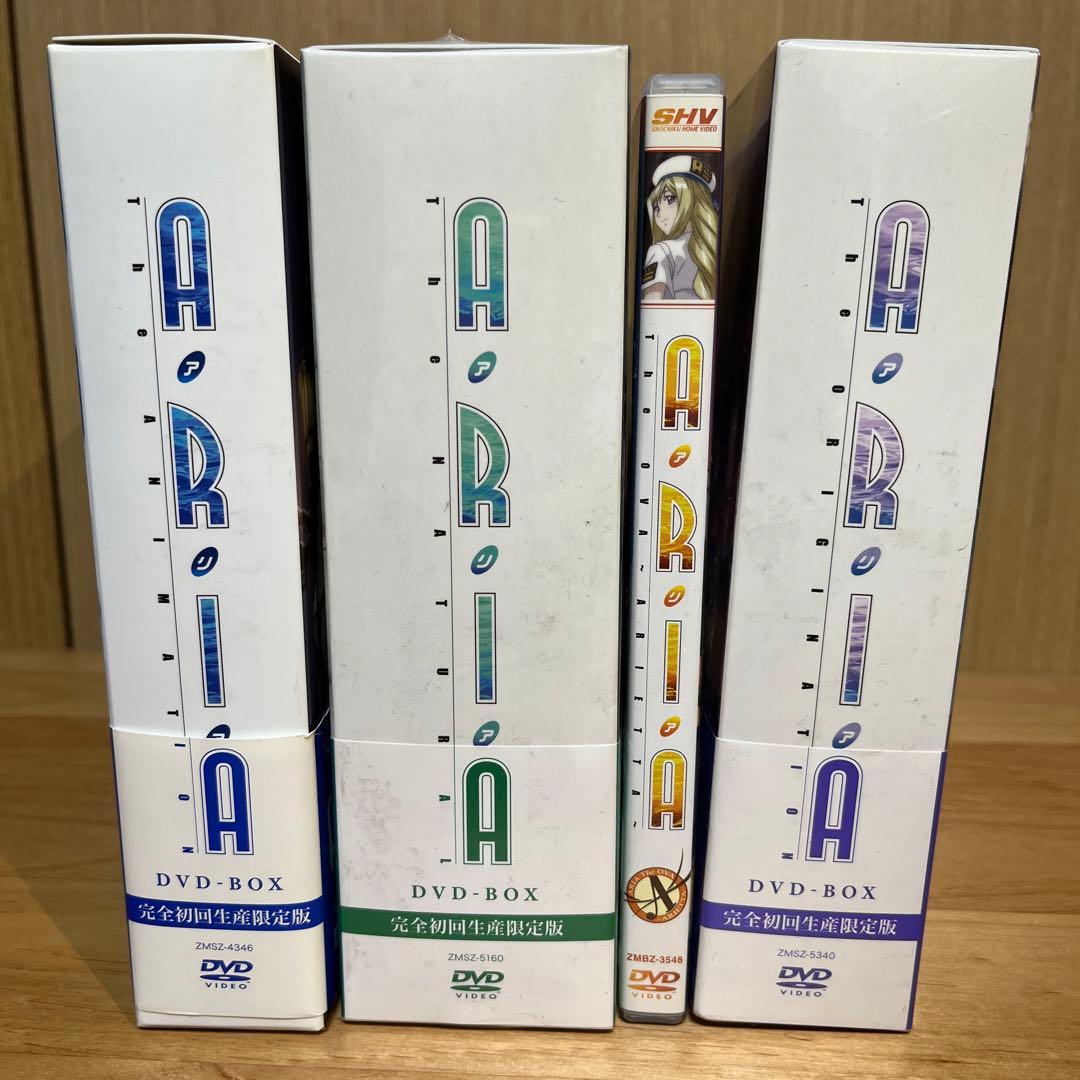 A・R・I・A
ア リ ア
The ANIMATION
DVD-BOX
完全初回生産限定版
ZMSZ-4346
DVD
VIDEO
A・R・I・A
ア リ ア
The NATURAL
DVD-BOX
完全初回生産限定版
ZMSZ-5160
DVD
VIDEO
SHV
SHOCHIKU HOME VIDEO
A・R・I・A
ア リ ア
The OVA~ARIETTA~
ARIA The OVA ARIETTA
A
ZMBZ-3548
DVD
VIDEO
A・R・I・A
ア リ ア
The ORIGINATION
DVD-BOX
完全初回生産限定版
ZMSZ-5340
DVD
VIDEO